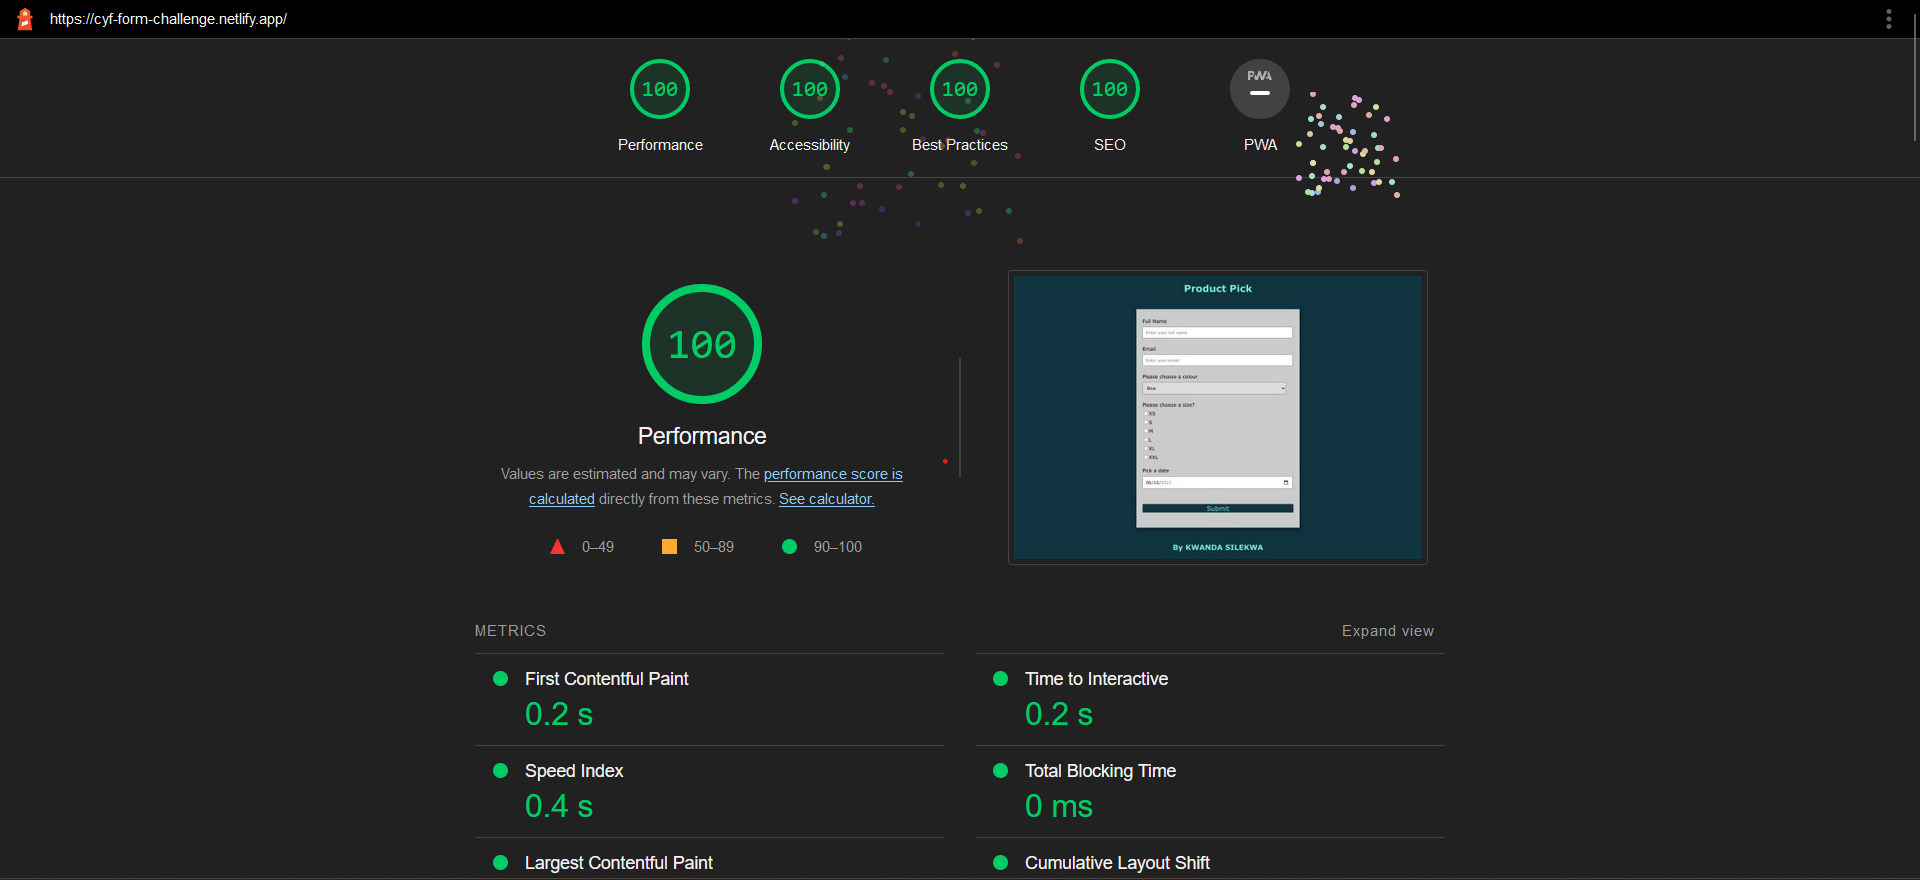 https://cyf-form-challenge.netlify.app/
100 100 100 100 PWA
Performance Accessibility Best Practices SEO PWA
100
Performance
Values are estimated and may vary. The performance score is
calculated directly from these metrics. See calculator.
0–49 50–89 90–100
Product Pick
Full Name
Enter your full name
Email
Enter your email
Please choose a colour
Blue
Please choose a size?
XS
S
M
L
XL
XXL
Pick a date
06/10/2022
Submit
By KWANDA SILEKWA
METRICS Expand view
First Contentful Paint
0.2 s
Time to Interactive
0.2 s
Speed Index
0.4 s
Total Blocking Time
0 ms
Largest Contentful Paint
Cumulative Layout Shift